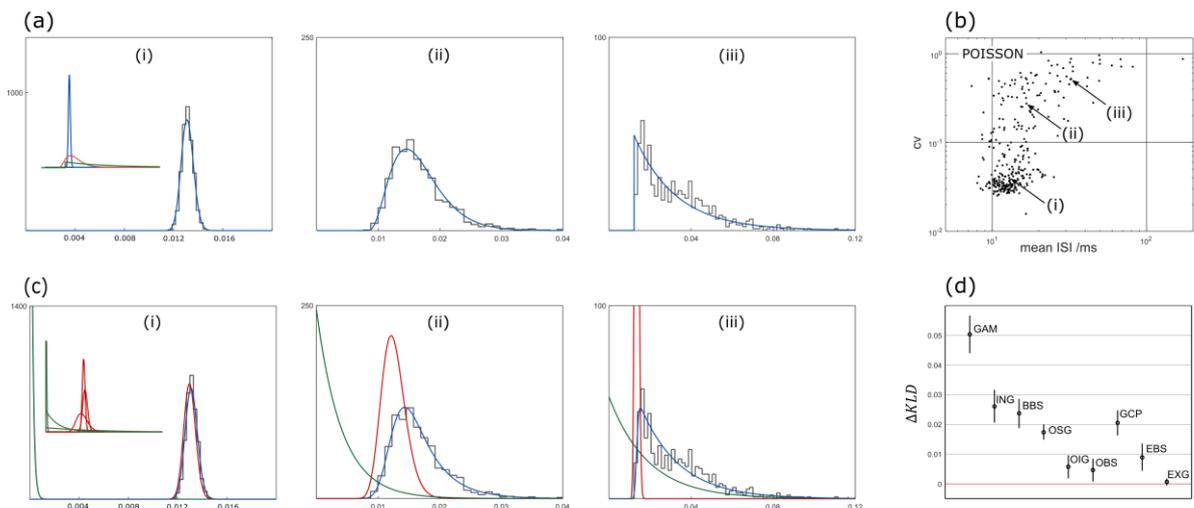 (a)
(i)
1000
0.004 0.008 0.012 0.016
250
(ii)
0.01 0.02 0.03 0.04
100
(iii)
0.04 0.08 0.12
(b)
10⁰
POISSON
(iii)
(ii)
cv
10⁻¹
(i)
10⁻²
10¹ 10²
mean ISI /ms
(c)
1400
(i)
0.004 0.008 0.012 0.016
250
(ii)
0.01 0.02 0.03 0.04
100
(iii)
0.04 0.08 0.12
(d)
ΔKLD
0.05
0.04
0.03
0.02
0.01
0
GAM
ING
BBS
OSG
GCP
OIG
OBS
EBS
EXG